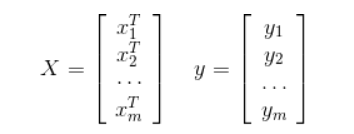 X = [ x_1^T x_2^T ... x_m^T ] y = [ y_1 y_2 ... y_m ]